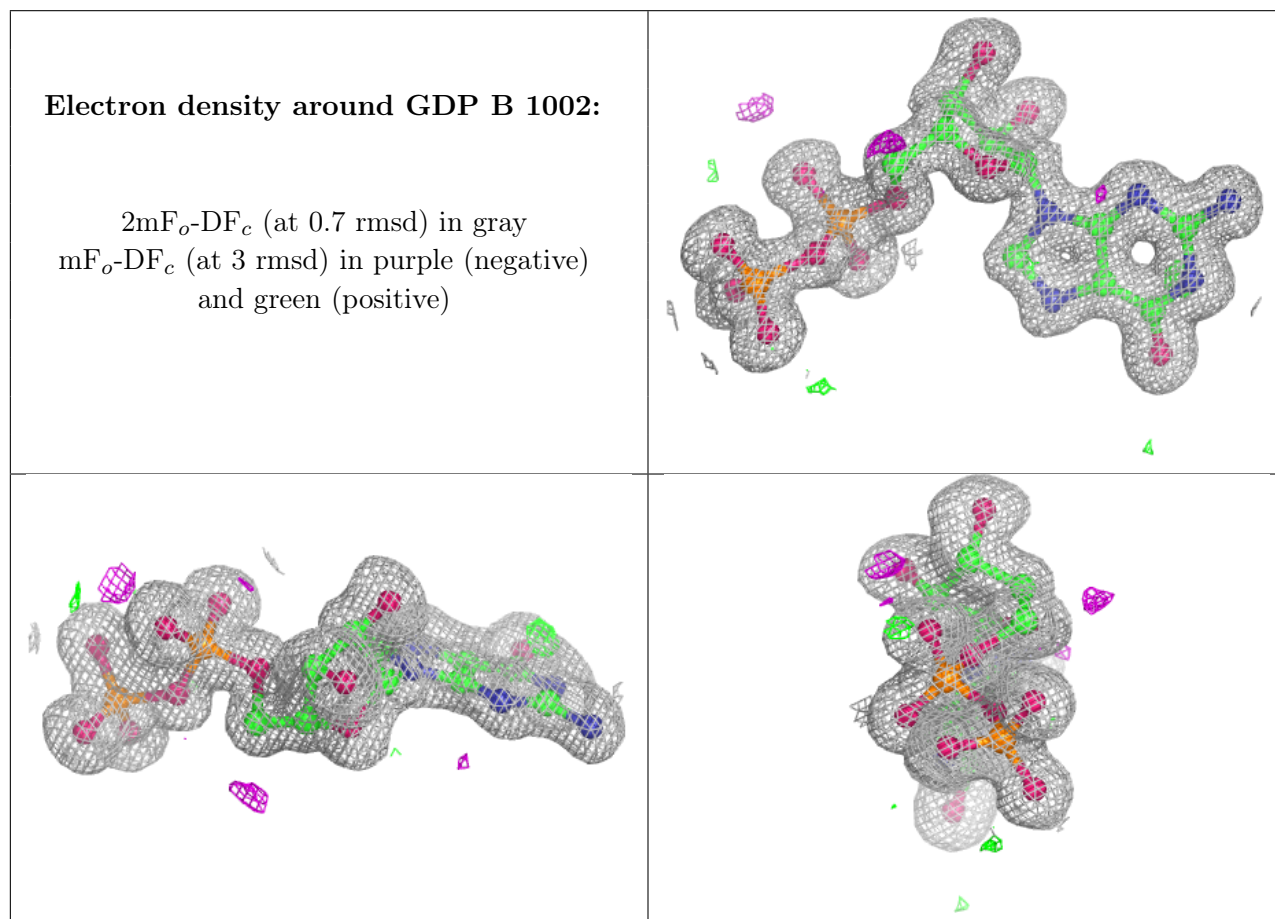 Electron density around GDP B 1002:
2mFo-DFc (at 0.7 rmsd) in gray
mFo-DFc (at 3 rmsd) in purple (negative)
and green (positive)